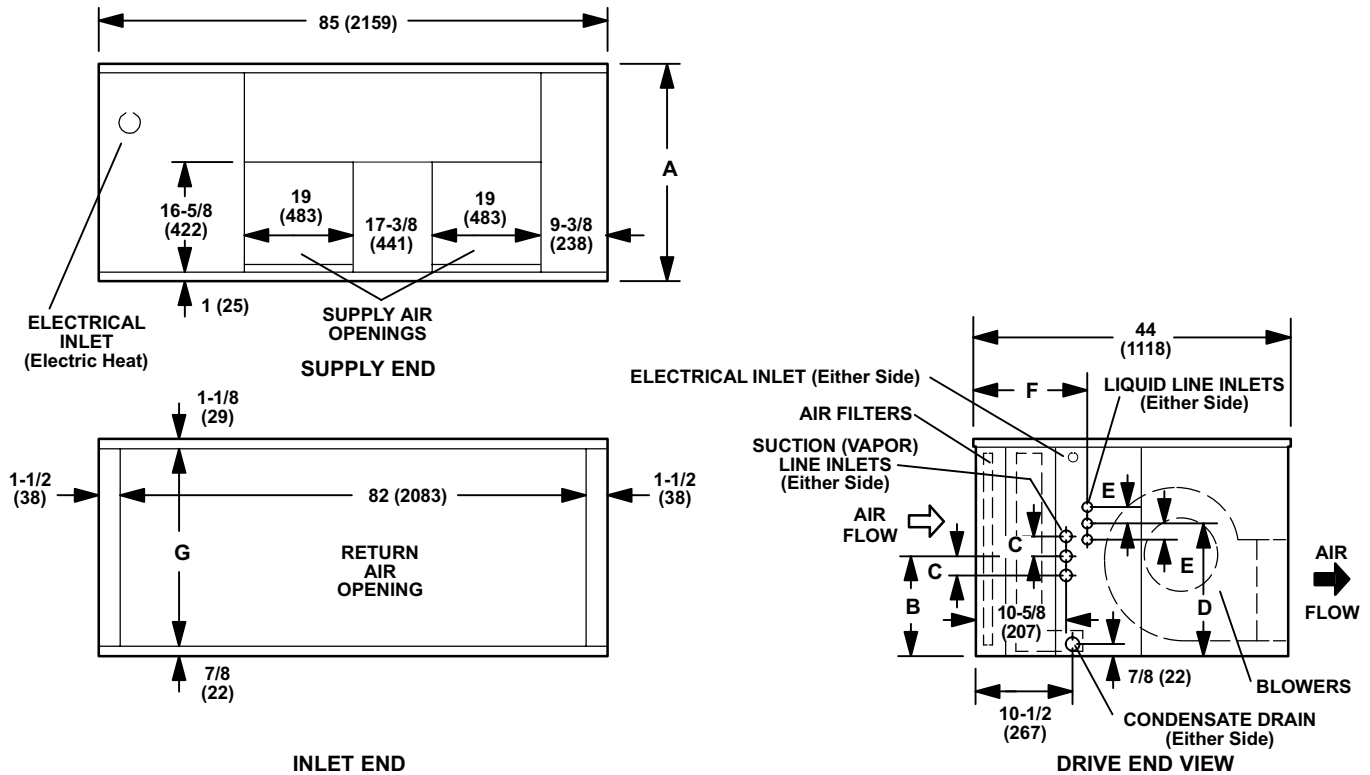 85 (2159)
A
16-5/8
(422)
19
(483)
17-3/8
(441)
19
(483)
9-3/8
(238)
1 (25)
ELECTRICAL
INLET
(Electric Heat)
SUPPLY AIR
OPENINGS
SUPPLY END
1-1/8
(29)
1-1/2
(38)
82 (2083)
1-1/2
(38)
G
RETURN
AIR
OPENING
7/8
(22)
INLET END
44
(1118)
ELECTRICAL INLET (Either Side)
F
LIQUID LINE INLETS
(Either Side)
AIR FILTERS
SUCTION (VAPOR)
LINE INLETS
(Either Side)
E
AIR
FLOW
C
C
E
B
D
AIR
FLOW
10-5/8
(207)
7/8 (22)
BLOWERS
10-1/2
(267)
CONDENSATE DRAIN
(Either Side)
DRIVE END VIEW